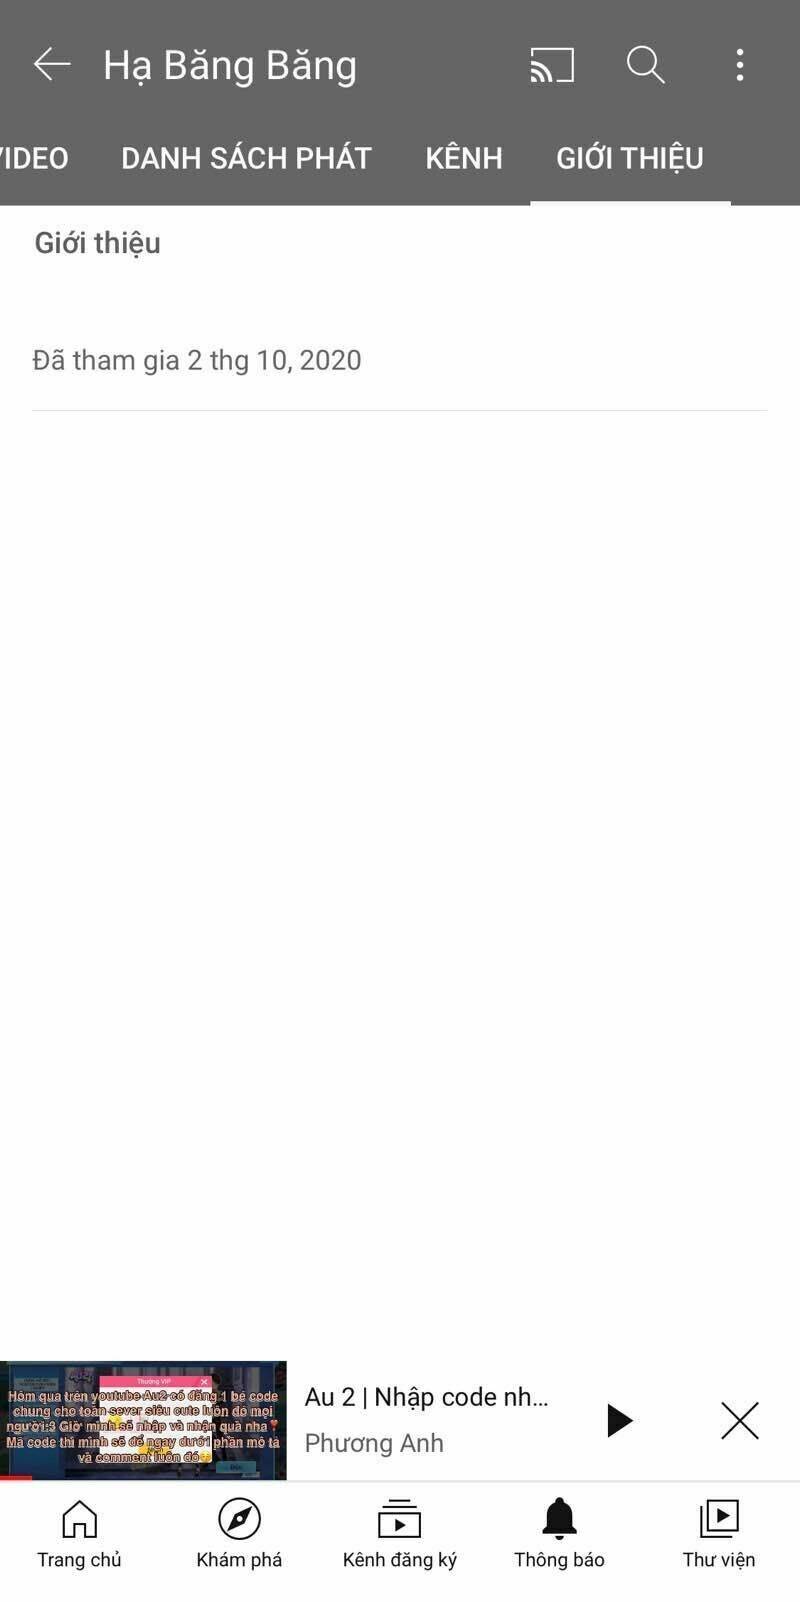 Hạ Băng Băng
VIDEO DANH SÁCH PHÁT KÊNH GIỚI THIỆU
Giới thiệu
Đã tham gia 2 thg 10, 2020
Thưởng VIP
Hôm qua trên youtube Au2 có đăng 1 bé code
chung cho toàn sever siêu cute luôn đó mọi
người:3 Giờ mình sẽ nhập và nhận quà nha
Mã code thì mình sẽ để ngay dưới phần mô tả
và comment luôn đó
Au 2 | Nhập code nh...
Phương Anh
Trang chủ Khám phá Kênh đăng ký Thông báo Thư viện